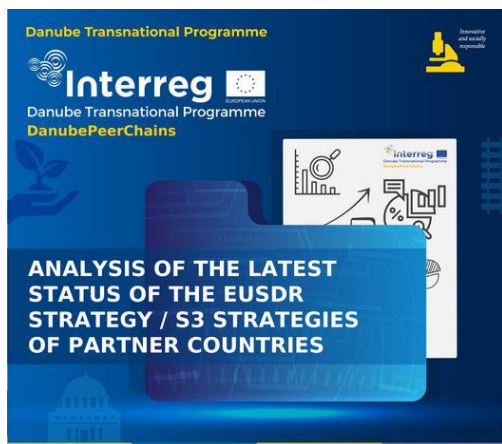 Danube Transnational Programme
Innovative
and socially
responsible
Interreg
EUROPEAN UNION
Danube Transnational Programme
DanubePeerChains
Interreg
Danube Transnational Programme
DanubePeerChains
ANALYSIS OF THE LATEST
STATUS OF THE EUSDR
STRATEGY / S3 STRATEGIES
OF PARTNER COUNTRIES